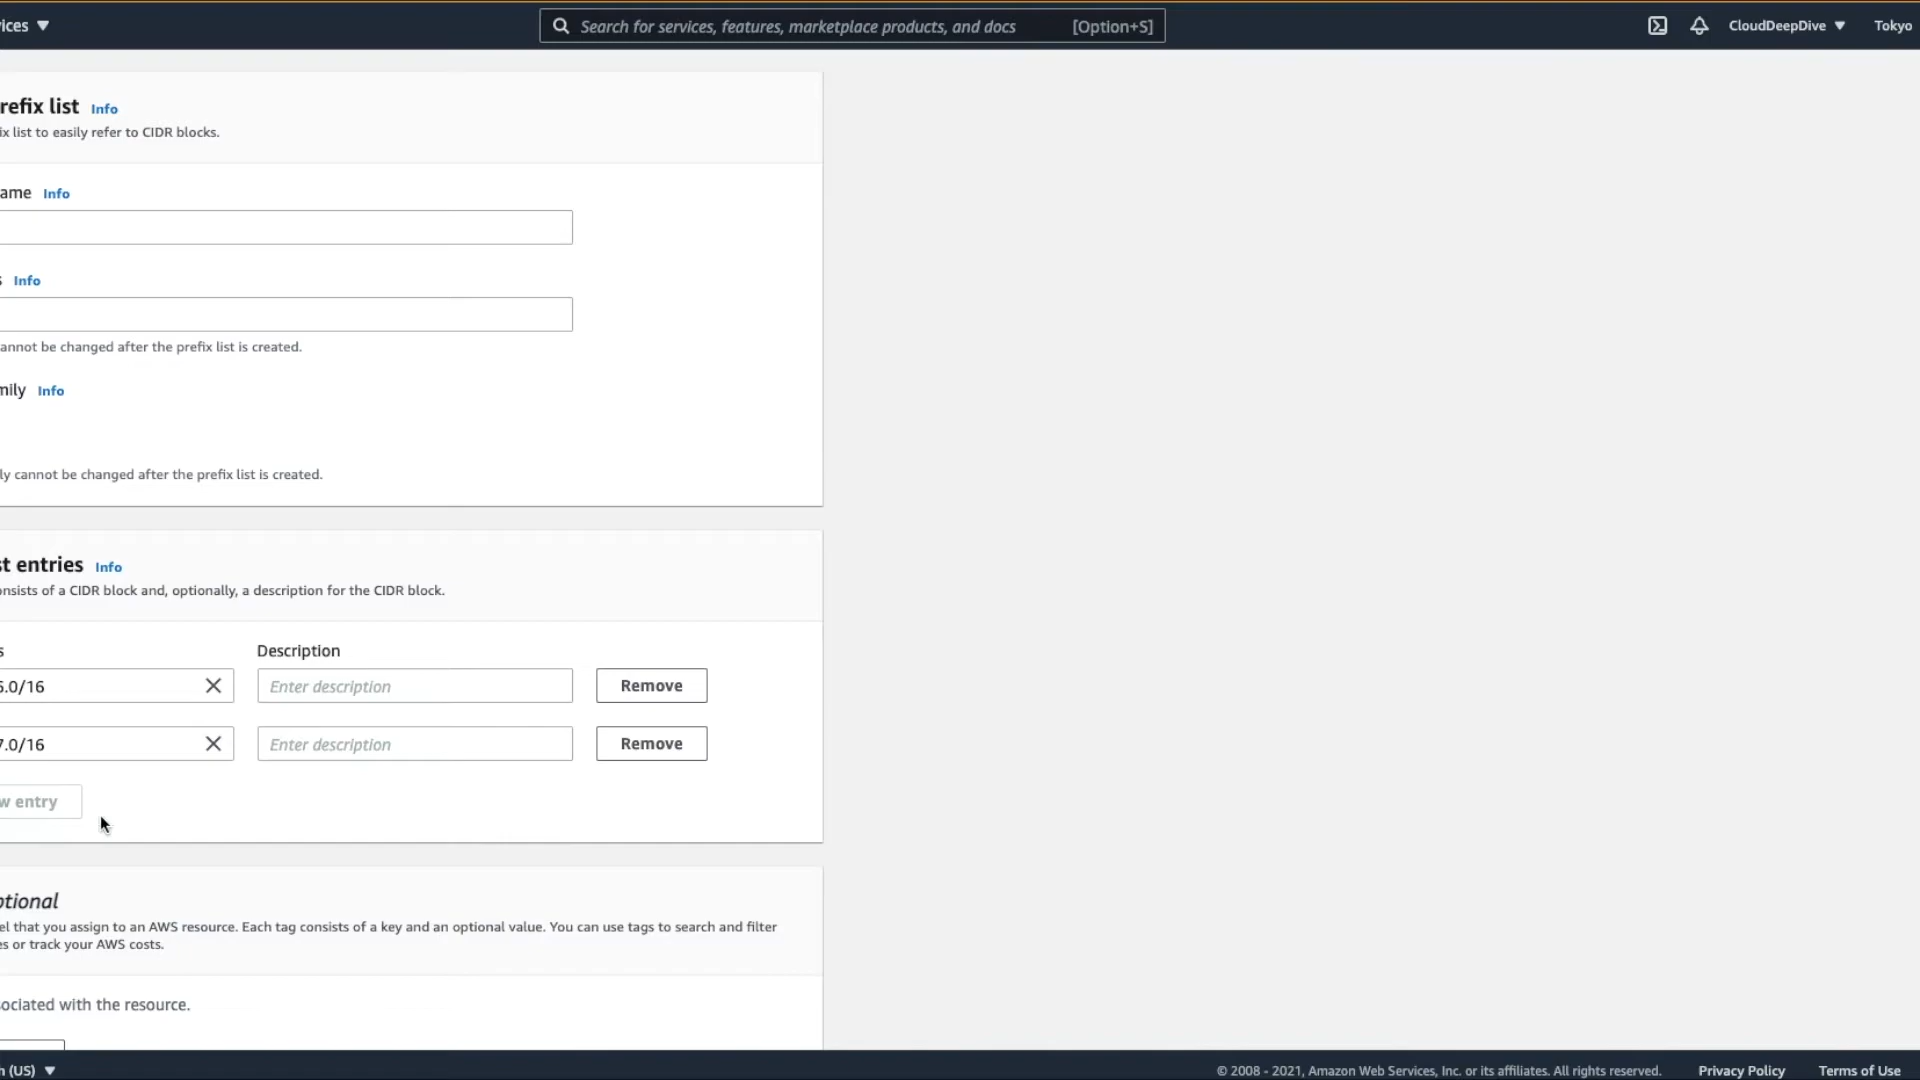 ices ▼
Search for services, features, marketplace products, and docs [Option+S]
CloudDeepDive ▼
Tokyo
refix list Info
ix list to easily refer to CIDR blocks.
ame Info
s Info
annot be changed after the prefix list is created.
mily Info
ly cannot be changed after the prefix list is created.
st entries Info
onsists of a CIDR block and, optionally, a description for the CIDR block.
s Description
.0/16 Enter description Remove
7.0/16 Enter description Remove
w entry
ptional
el that you assign to an AWS resource. Each tag consists of a key and an optional value. You can use tags to search and filter
es or track your AWS costs.
sociated with the resource.
h (US) ▼
© 2008 - 2021, Amazon Web Services, Inc. or its affiliates. All rights reserved. Privacy Policy Terms of Use